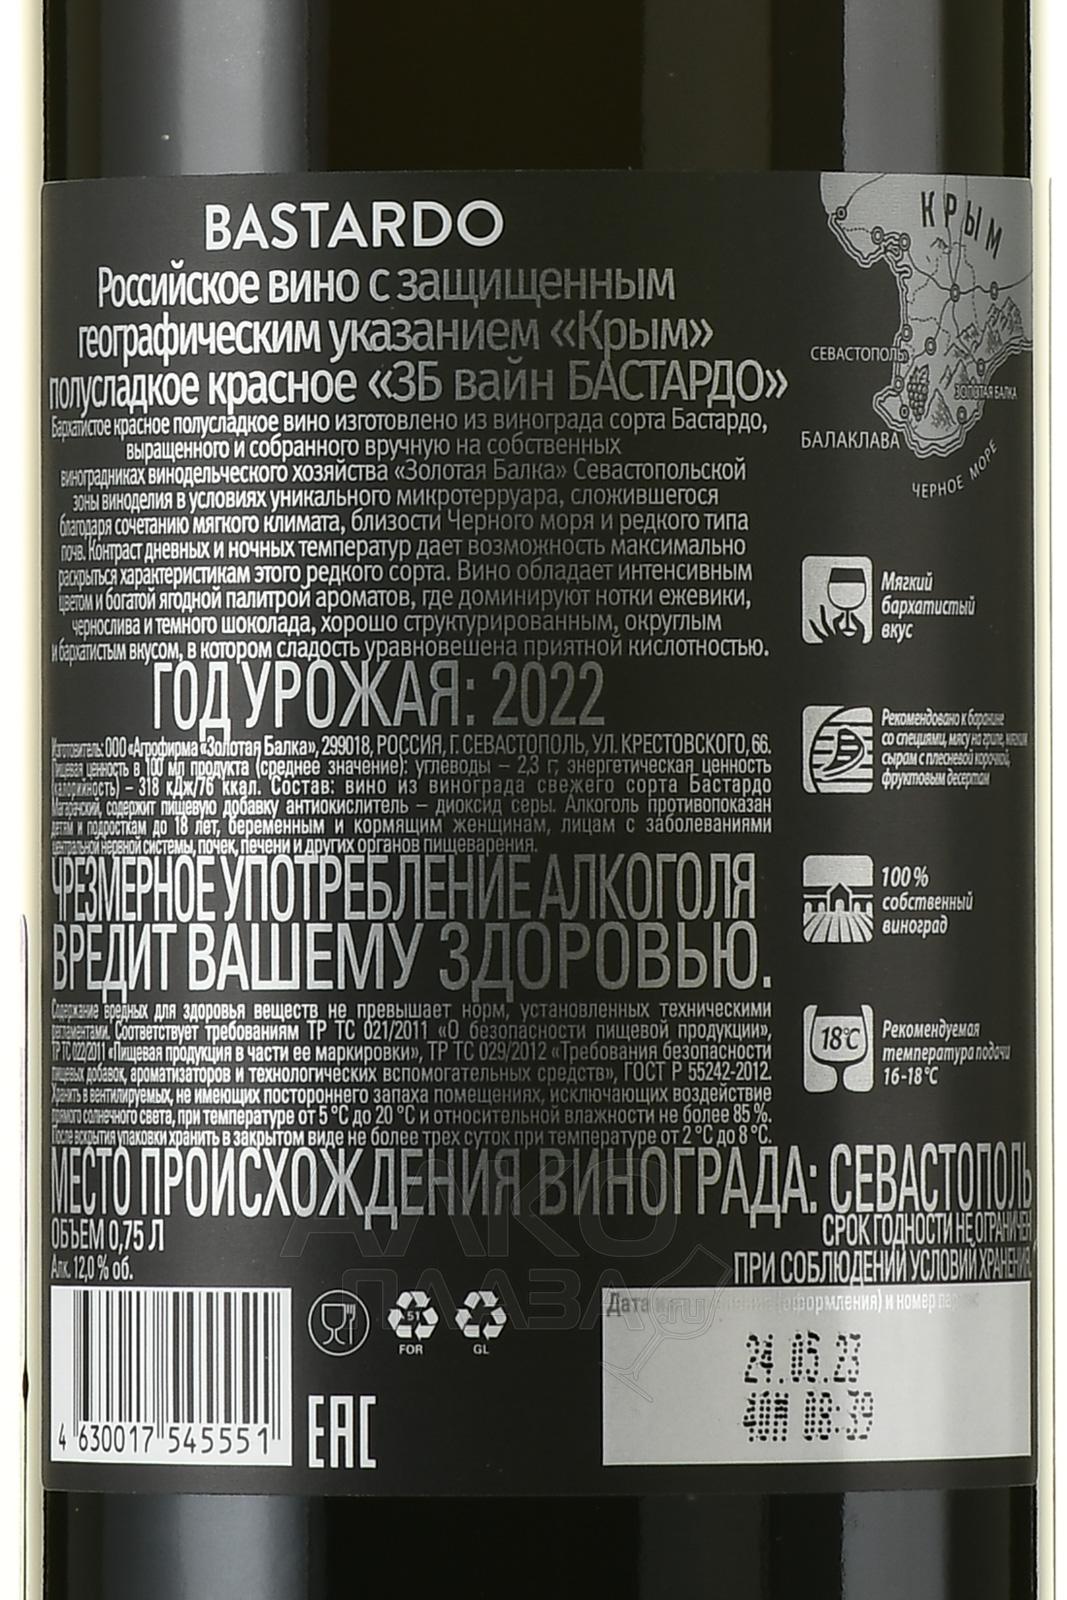 BASTARDO
Российское вино с защищенным
географическим указанием «Крым»
полусладкое красное «ЗБ вайн БАСТАРДО»
Бархатистое красное полусладкое вино изготовлено из винограда сорта Бастардо,
выращенного и собранного вручную на собственных
виноградниках винодельческого хозяйства «Золотая Балка» Севастопольской
зоны виноделия в условиях уникального микротерруара, сложившегося
благодаря сочетанию мягкого климата, близости Черного моря и редкого типа
почв. Контраст дневных и ночных температур дает возможность максимально
раскрыться характеристикам этого редкого сорта. Вино обладает интенсивным
цветом и богатой ягодной палитрой ароматов, где доминируют нотки ежевики,
чернослива и темного шоколада, хорошо структурированным, округлым
и бархатистым вкусом, в котором сладость уравновешена приятной кислотностью.
ГОД УРОЖАЯ: 2022
Изготовитель: ООО «Агрофирма «Золотая Балка», 299018, РОССИЯ, Г. СЕВАСТОПОЛЬ, УЛ. КРЕСТОВСКОГО, 66.
Пищевая ценность в 100 мл продукта (среднее значение): углеводы – 2,3 г; энергетическая ценность
(калорийность) – 318 кДж/76 ккал. Состав: вино из винограда свежего сорта Бастардо
Магарачский, содержит пищевую добавку антиокислитель – диоксид серы. Алкоголь противопоказан
детям и подросткам до 18 лет, беременным и кормящим женщинам, лицам с заболеваниями
центральной нервной системы, почек, печени и других органов пищеварения.
ЧРЕЗМЕРНОЕ УПОТРЕБЛЕНИЕ АЛКОГОЛЯ
ВРЕДИТ ВАШЕМУ ЗДОРОВЬЮ.
Содержание вредных для здоровья веществ не превышает норм, установленных техническими
регламентами. Соответствует требованиям ТР ТС 021/2011 «О безопасности пищевой продукции»,
ТР ТС 022/2011 «Пищевая продукция в части ее маркировки», ТР ТС 029/2012 «Требования безопасности
пищевых добавок, ароматизаторов и технологических вспомогательных средств», ГОСТ Р 55242-2012.
Хранить в вентилируемых, не имеющих постороннего запаха помещениях, исключающих воздействие
прямого солнечного света, при температуре от 5 °С до 20 °С и относительной влажности не более 85 %.
После вскрытия упаковки хранить в закрытом виде не более трех суток при температуре от 2 °С до 8 °С.
МЕСТО ПРОИСХОЖДЕНИЯ ВИНОГРАДА: СЕВАСТОПОЛЬ
ОБЪЕМ 0,75 Л
Алк. 12,0 % об.
СРОК ГОДНОСТИ НЕ ОГРАНИЧЕН
ПРИ СОБЛЮДЕНИИ УСЛОВИЙ ХРАНЕНИЯ.
КРЫМ
СЕВАСТОПОЛЬ
ЗОЛОТАЯ БАЛКА
БАЛАКЛАВА
ЧЕРНОЕ МОРЕ
Мягкий
бархатистый
вкус
Рекомендовано к баранине
со специями, мясу на гриле, мягким
сырам с плесневой корочкой,
фруктовым десертам
100 %
собственный
виноград
18°C
Рекомендуемая
температура подачи
16-18 °C
4 630017 545551
51
FOR
GL
EAC
Дата (оформления) и номер
24.05.23
40П 08:39
АЛКО
ПЛАЗА.ru